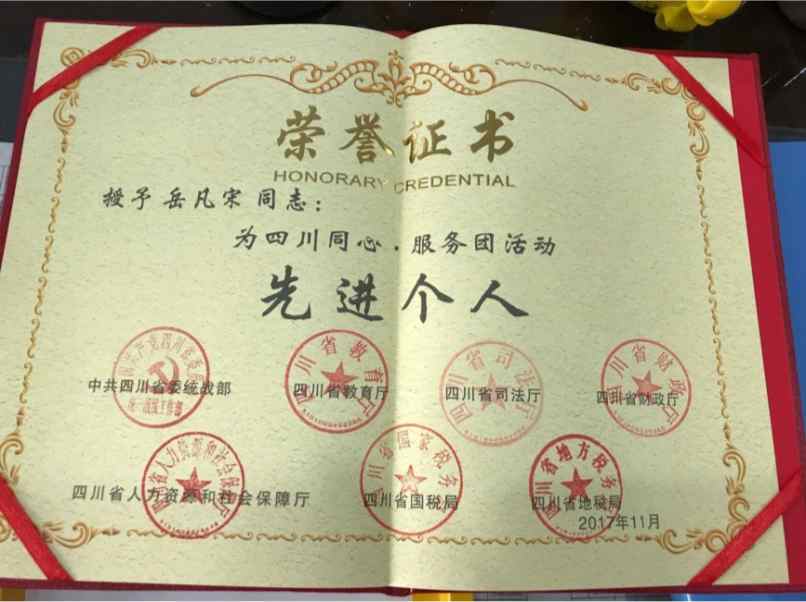 荣誉证书
HONORARY CREDENTIAL
授予岳凡宋同志：
为四川同心·服务团活动
先进个人
中共四川省委统战部
四川省教育厅
四川省司法厅
四川省财政厅
四川省人力资源和社会保障厅
四川省国税局
四川省地税局
2017年11月